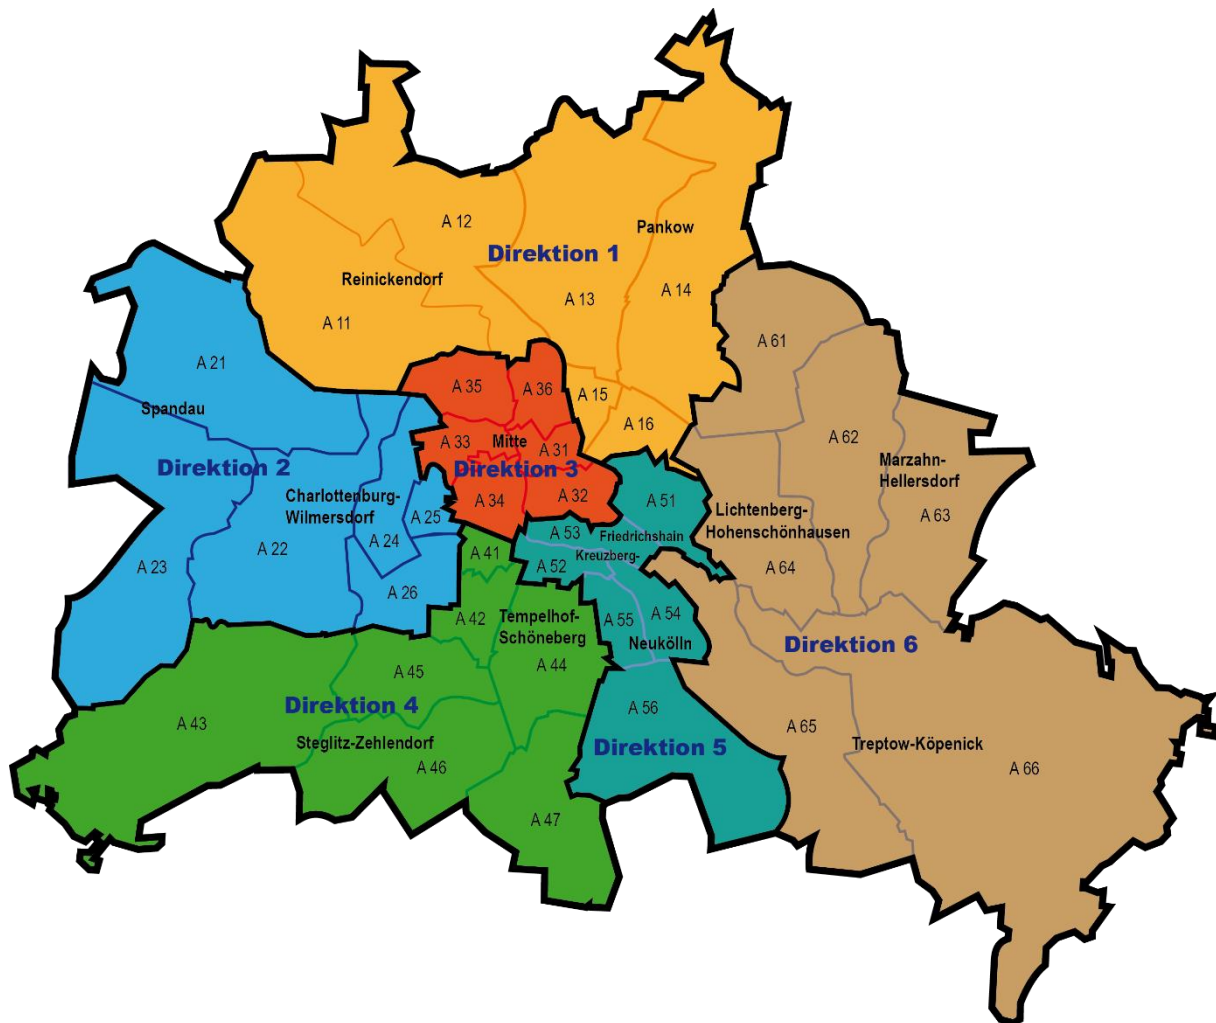 A 12
Pankow
Direktion 1
Reinickendorf
A 13
A 14
A 11
A 61
A 21
A 35
A 36
A 15
Spandau
A 16
A 33
Mitte
A 31
A 62
Direktion 2
Direktion 3
Marzahn-
Hellersdorf
Charlottenburg-
Wilmersdorf
A 34
A 32
A 51
A 25
Lichtenberg-
Hohenschönhausen
A 63
A 22
A 24
A 53
Friedrichshain
Kreuzberg-
A 41
A 23
A 52
A 64
A 26
A 42
Tempelhof-
Schöneberg
A 55
A 54
Neukölln
Direktion 6
A 45
A 44
Direktion 4
A 56
A 43
A 65
Steglitz-Zehlendorf
Direktion 5
Treptow-Köpenick
A 46
A 66
A 47